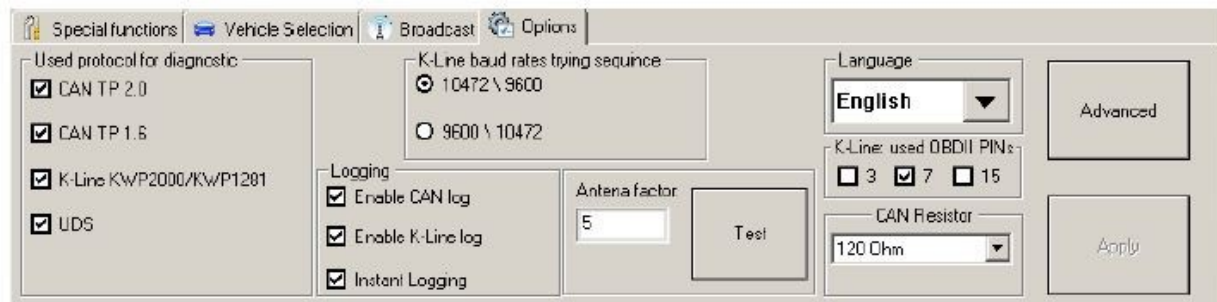 Special functions
Vehicle Selection
Broadcast
Options
Used protocol for diagnostic
CAN TP 2.0
CAN TP 1.6
K-Line KWP2000/KWP1281
UDS
K-Line baud rates trying sequince
10472 \ 9600
9600 \ 10472
Logging
Enable CAN log
Enable K-Line log
Instant Logging
Antena factor
5
Test
Language
English
K-Line: used OBDII PINs
3 7 15
CAN Resistor
120 Ohm
Advanced
Apply